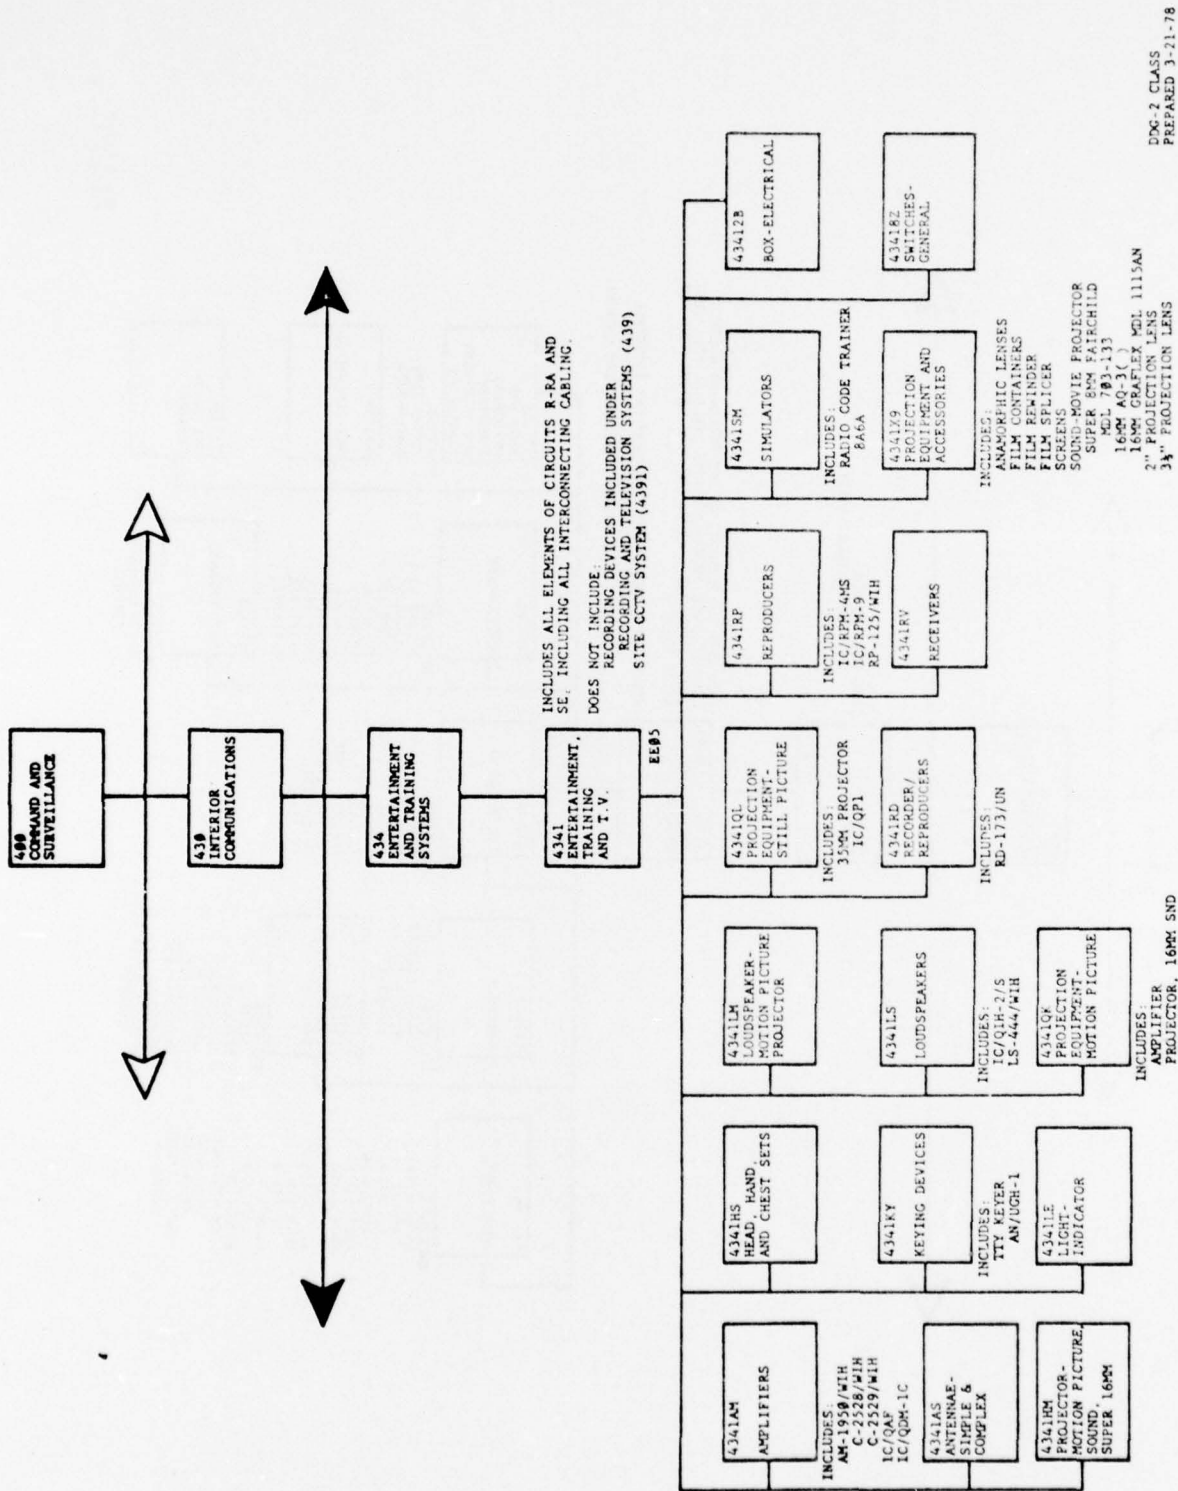 400
COMMAND AND
SURVEILLANCE
430
INTERIOR
COMMUNICATIONS
434
ENTERTAINMENT
AND TRAINING
SYSTEMS
4341
ENTERTAINMENT,
TRAINING
AND T.V.
EE05
INCLUDES ALL ELEMENTS OF CIRCUITS R-RA AND
SE, INCLUDING ALL INTERCONNECTING CABLING.
DOES NOT INCLUDE:
RECORDING DEVICES INCLUDED UNDER
RECORDING AND TELEVISION SYSTEMS (439)
SITE CCTV SYSTEM (4391)
4341AM
AMPLIFIERS
INCLUDES:
AM-1950/WIH
C-2528/WIH
C-2529/WIH
IC/QAF
IC/QDM-1C
4341AS
ANTENNAE-
SIMPLE &
COMPLEX
4341HM
PROJECTOR-
MOTION PICTURE,
SOUND,
SUPER 16MM
4341HS
HEAD, HAND,
AND CHEST SETS
4341KY
KEYING DEVICES
INCLUDES:
TTY KEYER
AN/UGH-1
4341LE
LIGHT-
INDICATOR
4341LM
LOUDSPEAKER-
MOTION PICTURE
PROJECTOR
4341LS
LOUDSPEAKERS
INCLUDES:
IC/QIH-2/S
LS-444/WIH
4341QK
PROJECTION
EQUIPMENT-
MOTION PICTURE
INCLUDES:
AMPLIFIER
PROJECTOR, 16MM SND
4341QL
PROJECTION
EQUIPMENT-
STILL PICTURE
INCLUDES:
35MM PROJECTOR
IC/QP1
4341RD
RECORDER/
REPRODUCERS
INCLUDES:
RD-173/UN
4341RP
REPRODUCERS
INCLUDES:
IC/RPM-4MS
IC/RPM-9
RP-125/WIH
4341RV
RECEIVERS
4341SM
SIMULATORS
INCLUDES:
RADIO CODE TRAINER
8A6A
4341X9
PROJECTION
EQUIPMENT AND
ACCESSORIES
INCLUDES:
ANAMORPHIC LENSES
FILM CONTAINERS
FILM REWINDER
FILM SPLICER
SCREENS
SOUND-MOVIE PROJECTOR
SUPER 8MM FAIRCHILD
MDL 703-133
16MM AQ-3( )
16MM GRAFLEX MDL 1115AN
2" PROJECTION LENS
3½" PROJECTION LENS
43412B
BOX-ELECTRICAL
43418Z
SWITCHES-
GENERAL
DDG-2 CLASS
PREPARED 3-21-78